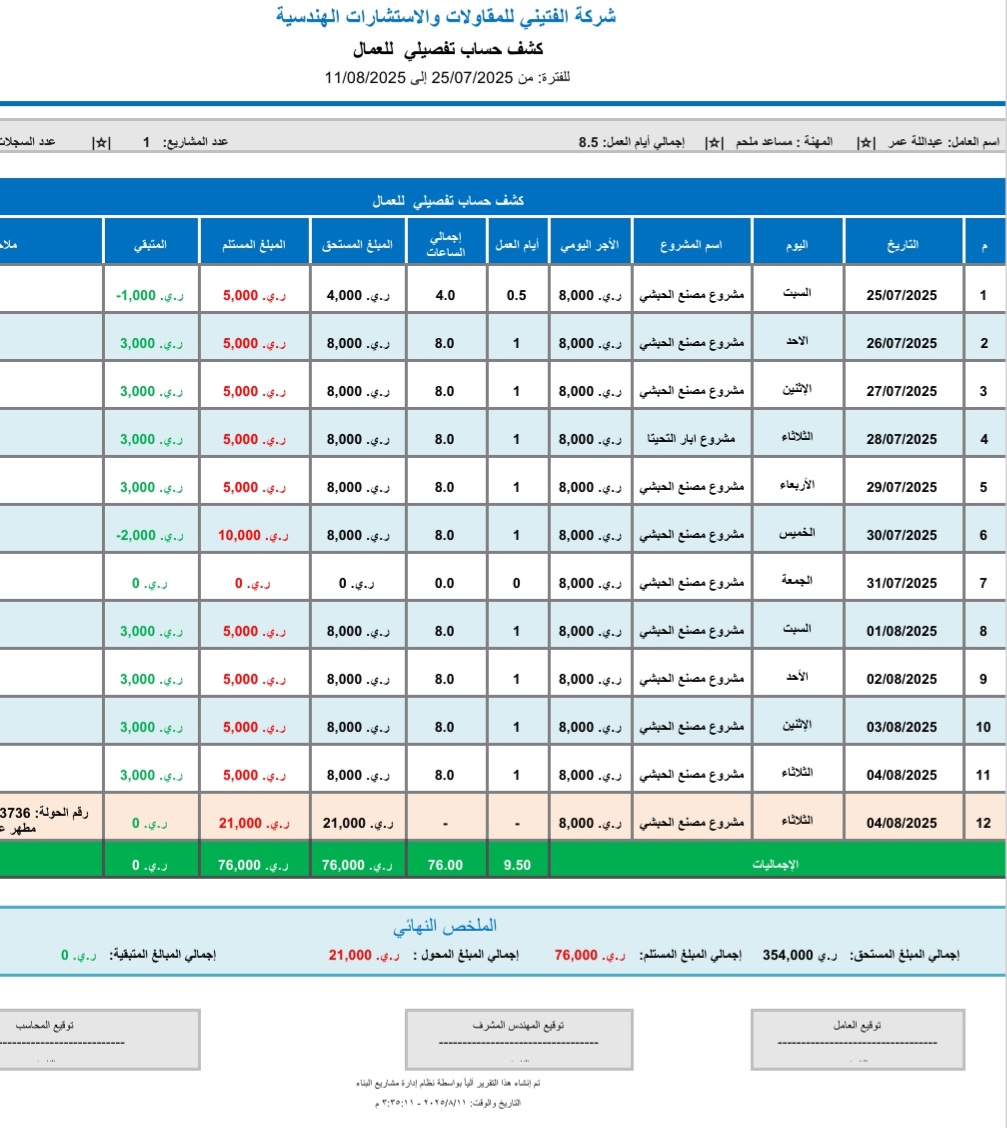 شركة الفتيني للمقاولات والاستشارات الهندسية
كشف حساب تفصيلي للعمال
للفترة: من 25/07/2025 إلى 11/08/2025
اسم العامل: عبداللة عمر |☆| المهنة : مساعد ملحم |☆| إجمالي أيام العمل: 8.5 عدد المشاريع: 1 |☆| عدد السجلات
كشف حساب تفصيلي للعمال
م التاريخ اليوم اسم المشروع الأجر اليومي أيام العمل إجمالي الساعات المبلغ المستحق المبلغ المستلم المتبقي
1 25/07/2025 السبت مشروع مصنع الحبشي ر.ي. 8,000 0.5 4.0 ر.ي. 4,000 ر.ي. 5,000 ر.ي. 1,000-
2 26/07/2025 الاحد مشروع مصنع الحبشي ر.ي. 8,000 1 8.0 ر.ي. 8,000 ر.ي. 5,000 ر.ي. 3,000
3 27/07/2025 الإثنين مشروع مصنع الحبشي ر.ي. 8,000 1 8.0 ر.ي. 8,000 ر.ي. 5,000 ر.ي. 3,000
4 28/07/2025 الثلاثاء مشروع ابار التحيتا ر.ي. 8,000 1 8.0 ر.ي. 8,000 ر.ي. 5,000 ر.ي. 3,000
5 29/07/2025 الأربعاء مشروع مصنع الحبشي ر.ي. 8,000 1 8.0 ر.ي. 8,000 ر.ي. 5,000 ر.ي. 3,000
6 30/07/2025 الخميس مشروع مصنع الحبشي ر.ي. 8,000 1 8.0 ر.ي. 8,000 ر.ي. 10,000 ر.ي. 2,000-
7 31/07/2025 الجمعة مشروع مصنع الحبشي ر.ي. 8,000 0 0.0 ر.ي. 0 ر.ي. 0 ر.ي. 0
8 01/08/2025 السبت مشروع مصنع الحبشي ر.ي. 8,000 1 8.0 ر.ي. 8,000 ر.ي. 5,000 ر.ي. 3,000
9 02/08/2025 الأحد مشروع مصنع الحبشي ر.ي. 8,000 1 8.0 ر.ي. 8,000 ر.ي. 5,000 ر.ي. 3,000
10 03/08/2025 الإثنين مشروع مصنع الحبشي ر.ي. 8,000 1 8.0 ر.ي. 8,000 ر.ي. 5,000 ر.ي. 3,000
11 04/08/2025 الثلاثاء مشروع مصنع الحبشي ر.ي. 8,000 1 8.0 ر.ي. 8,000 ر.ي. 5,000 ر.ي. 3,000
12 04/08/2025 الثلاثاء مشروع مصنع الحبشي ر.ي. 8,000 - - ر.ي. 21,000 ر.ي. 21,000 ر.ي. 0 رقم الحولة: 3736
مطهر
الإجماليات 9.50 76.00 ر.ي. 76,000 ر.ي. 76,000 ر.ي. 0
الملخص النهائي
إجمالي المبلغ المستحق: ر.ي 354,000 إجمالي المبلغ المستلم: ر.ي. 76,000 إجمالي المبلغ المحول : ر.ي. 21,000 إجمالي المبالغ المتبقية: ر.ي. 0
توقيع العامل توقيع المهندس المشرف توقيع المحاسب
تم إنشاء هذا التقرير آلياً بواسطة نظام إدارة مشاريع البناء
التاريخ والوقت: ٢٠٢٥/٨/١١ - ٣:٣٥:١١ م